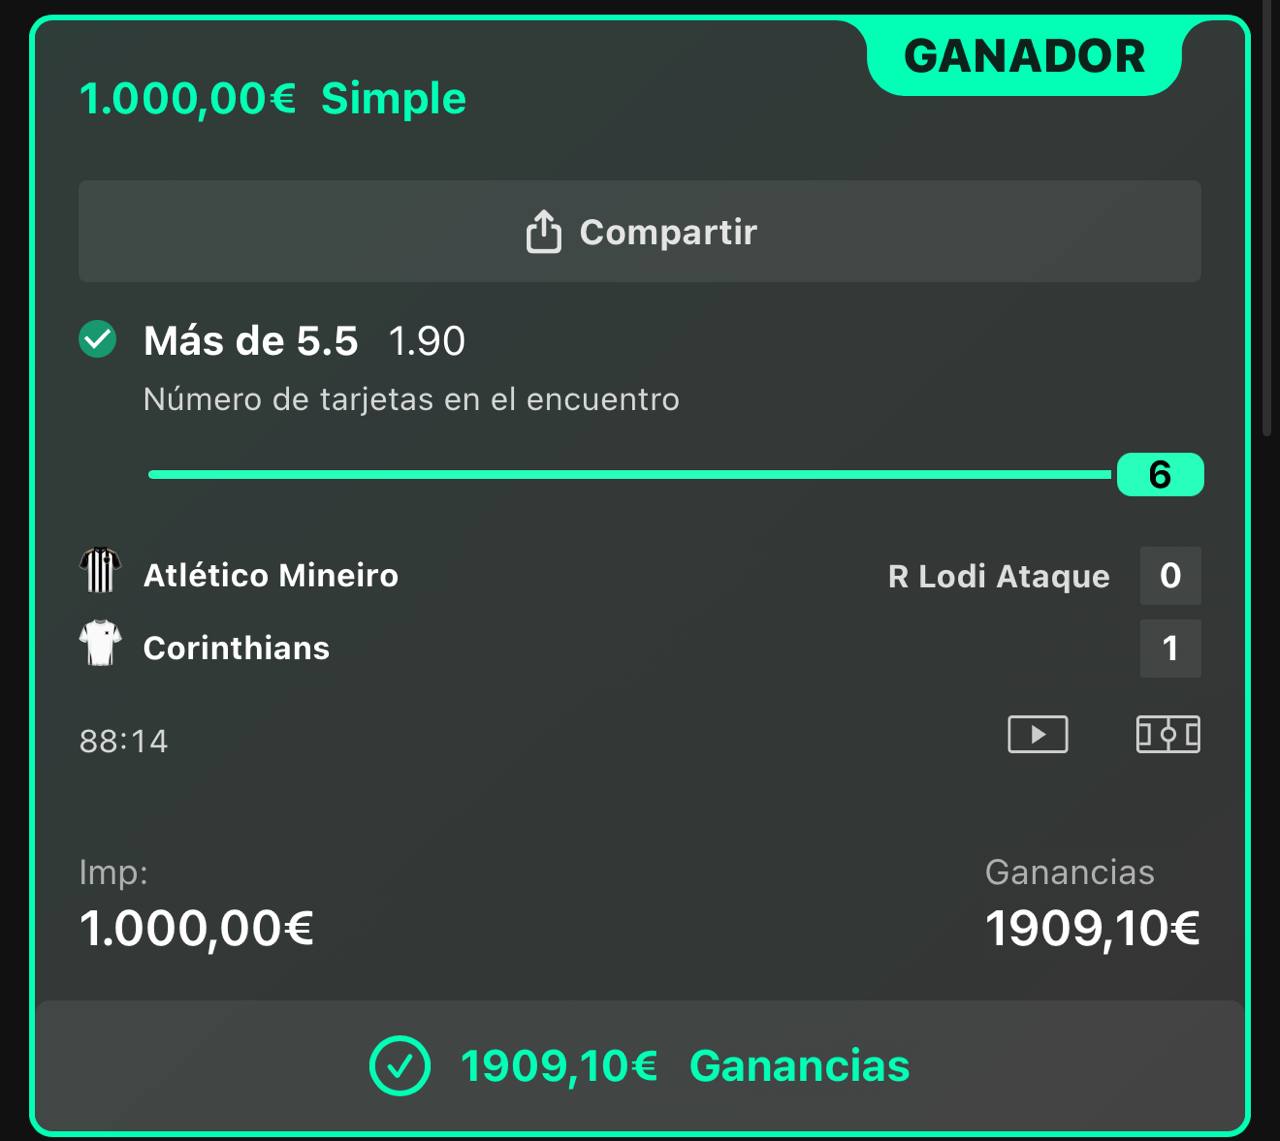 GANADOR
1.000,00€ Simple
Compartir
Más de 5.5 1.90
Número de tarjetas en el encuentro
6
Atlético Mineiro R Lodi Ataque 0
Corinthians 1
88:14
Imp: Ganancias
1.000,00€ 1909,10€
1909,10€ Ganancias